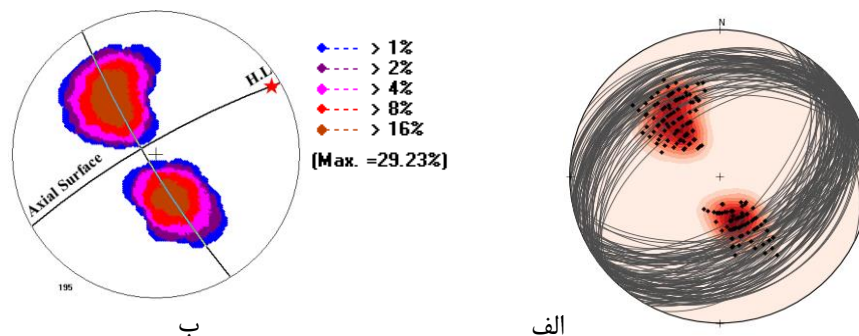 H.L
Axial Surface
> 1%
> 2%
> 4%
> 8%
> 16%
(Max. =29.23%)
195
ب
N
الف